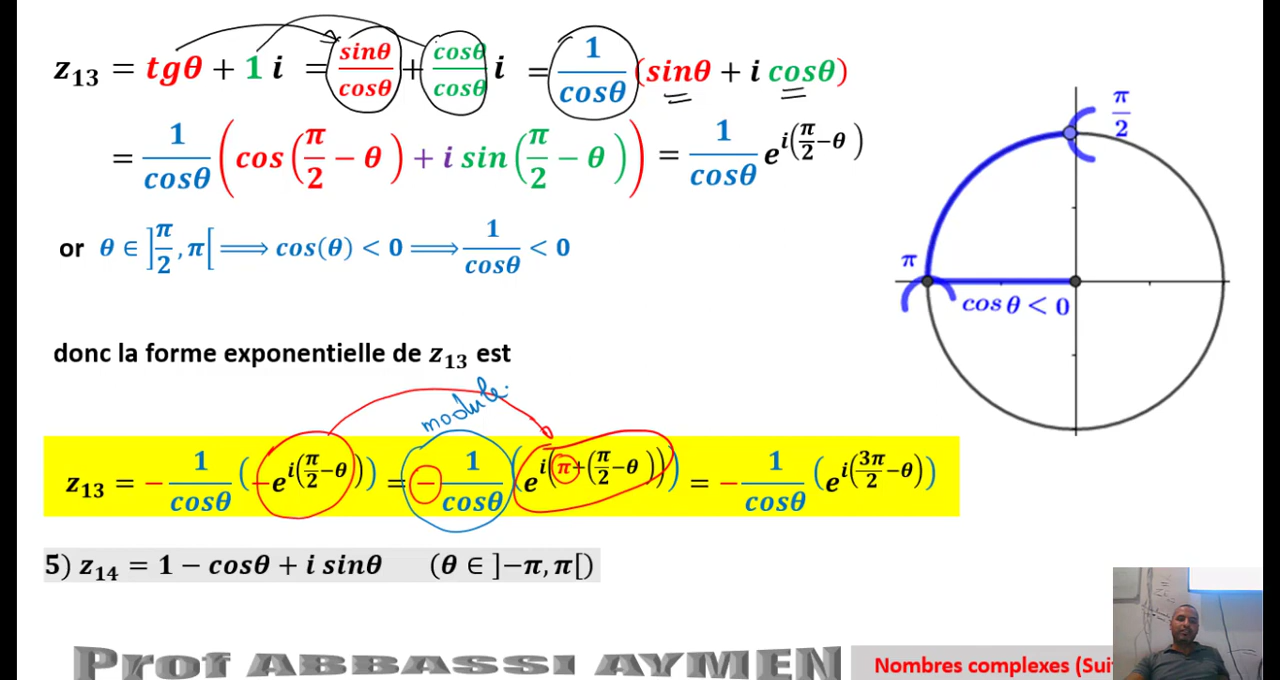 z₁₃ = tgθ + 1 i = sinθ/cosθ + cosθ/cosθ i = 1/cosθ (sinθ + i cosθ)
= 1/cosθ (cos(π/2 − θ) + i sin(π/2 − θ)) = 1/cosθ e^{i(π/2−θ)}
or θ ∈ ]π/2, π[ ⟹ cos(θ) < 0 ⟹ 1/cosθ < 0
π/2
π
cos θ < 0
donc la forme exponentielle de z₁₃ est
module.
z₁₃ = − 1/cosθ (−e^{i(π/2−θ)}) = − 1/cosθ (e^{i(π+(π/2−θ))}) = − 1/cosθ (e^{i(3π/2−θ)})
5) z₁₄ = 1 − cosθ + i sinθ (θ ∈ ]−π, π[)
Prof ABBASSI AYMEN
Nombres complexes (Sui